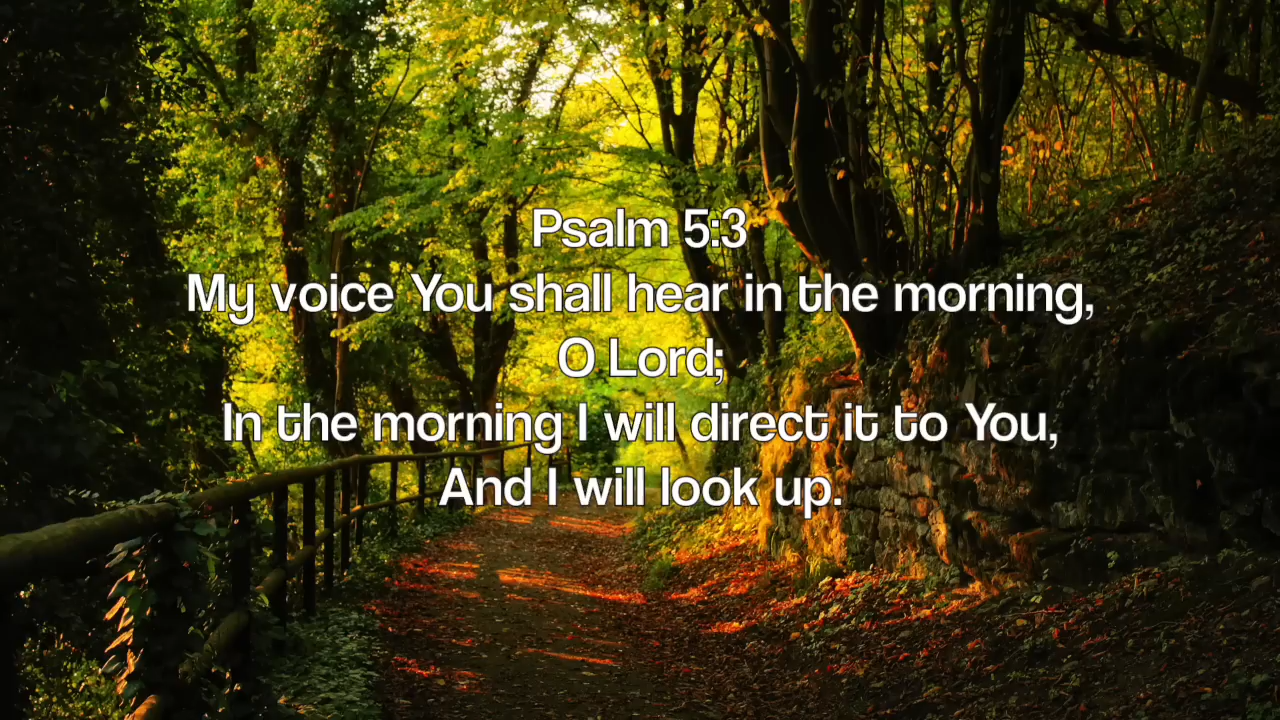 Psalm 5:3
My voice You shall hear in the morning,
O Lord;
In the morning I will direct it to You,
And I will look up.